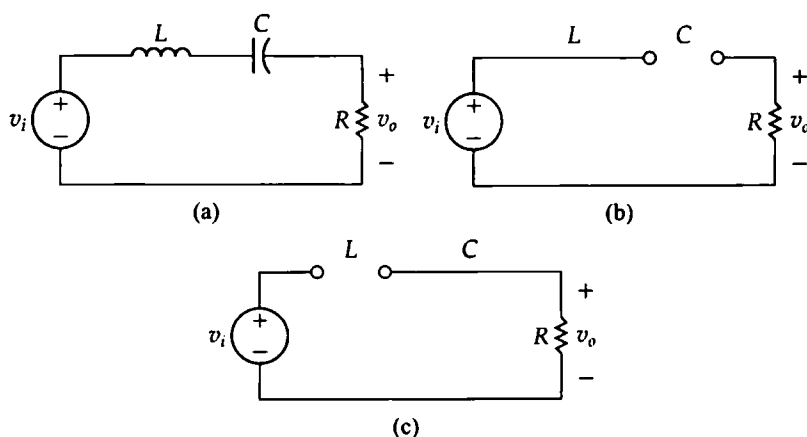 L C L C
+ +
+ +
v_i R v_o v_i R v_o
− −
− −
(a) (b)
L C
+
+
v_i R v_o
−
−
(c)